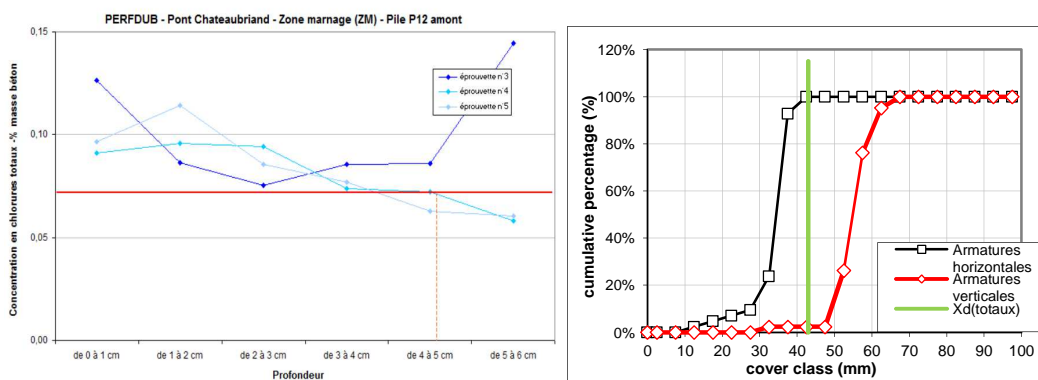 PERFDUB - Pont Chateaubriand - Zone marnage (ZM) - Pile P12 amont
Concentration en chlorures totaux -% masse béton
0,15
0,10
0,05
0,00
éprouvette n°3
éprouvette n°4
éprouvette n°5
de 0 à 1 cm
de 1 à 2 cm
de 2 à 3 cm
de 3 à 4 cm
de 4 à 5 cm
de 5 à 6 cm
Profondeur
cumulative percentage (%)
120%
100%
80%
60%
40%
20%
0%
Armatures
horizontales
Armatures
verticales
Xd(totaux)
0 10 20 30 40 50 60 70 80 90 100
cover class (mm)